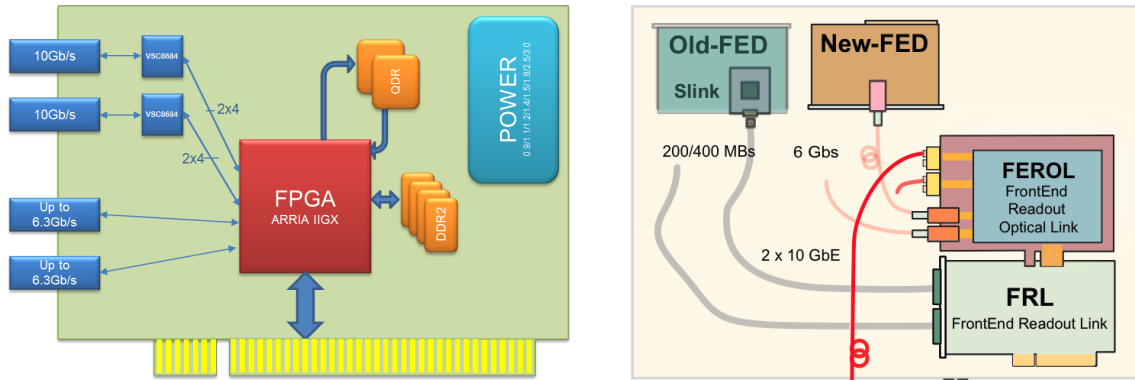 10Gb/s
VSC8684
10Gb/s
VSC8684
2x4
2x4
QDR
POWER
0.9/1.1/1.2/1.4/1.5/1.8/2.5/3.0
FPGA
ARRIA IIGX
DDR2
Up to
6.3Gb/s
Up to
6.3Gb/s
Old-FED
Slink
New-FED
200/400 MBs
6 Gbs
FEROL
FrontEnd
Readout
Optical Link
2 x 10 GbE
FRL
FrontEnd Readout Link